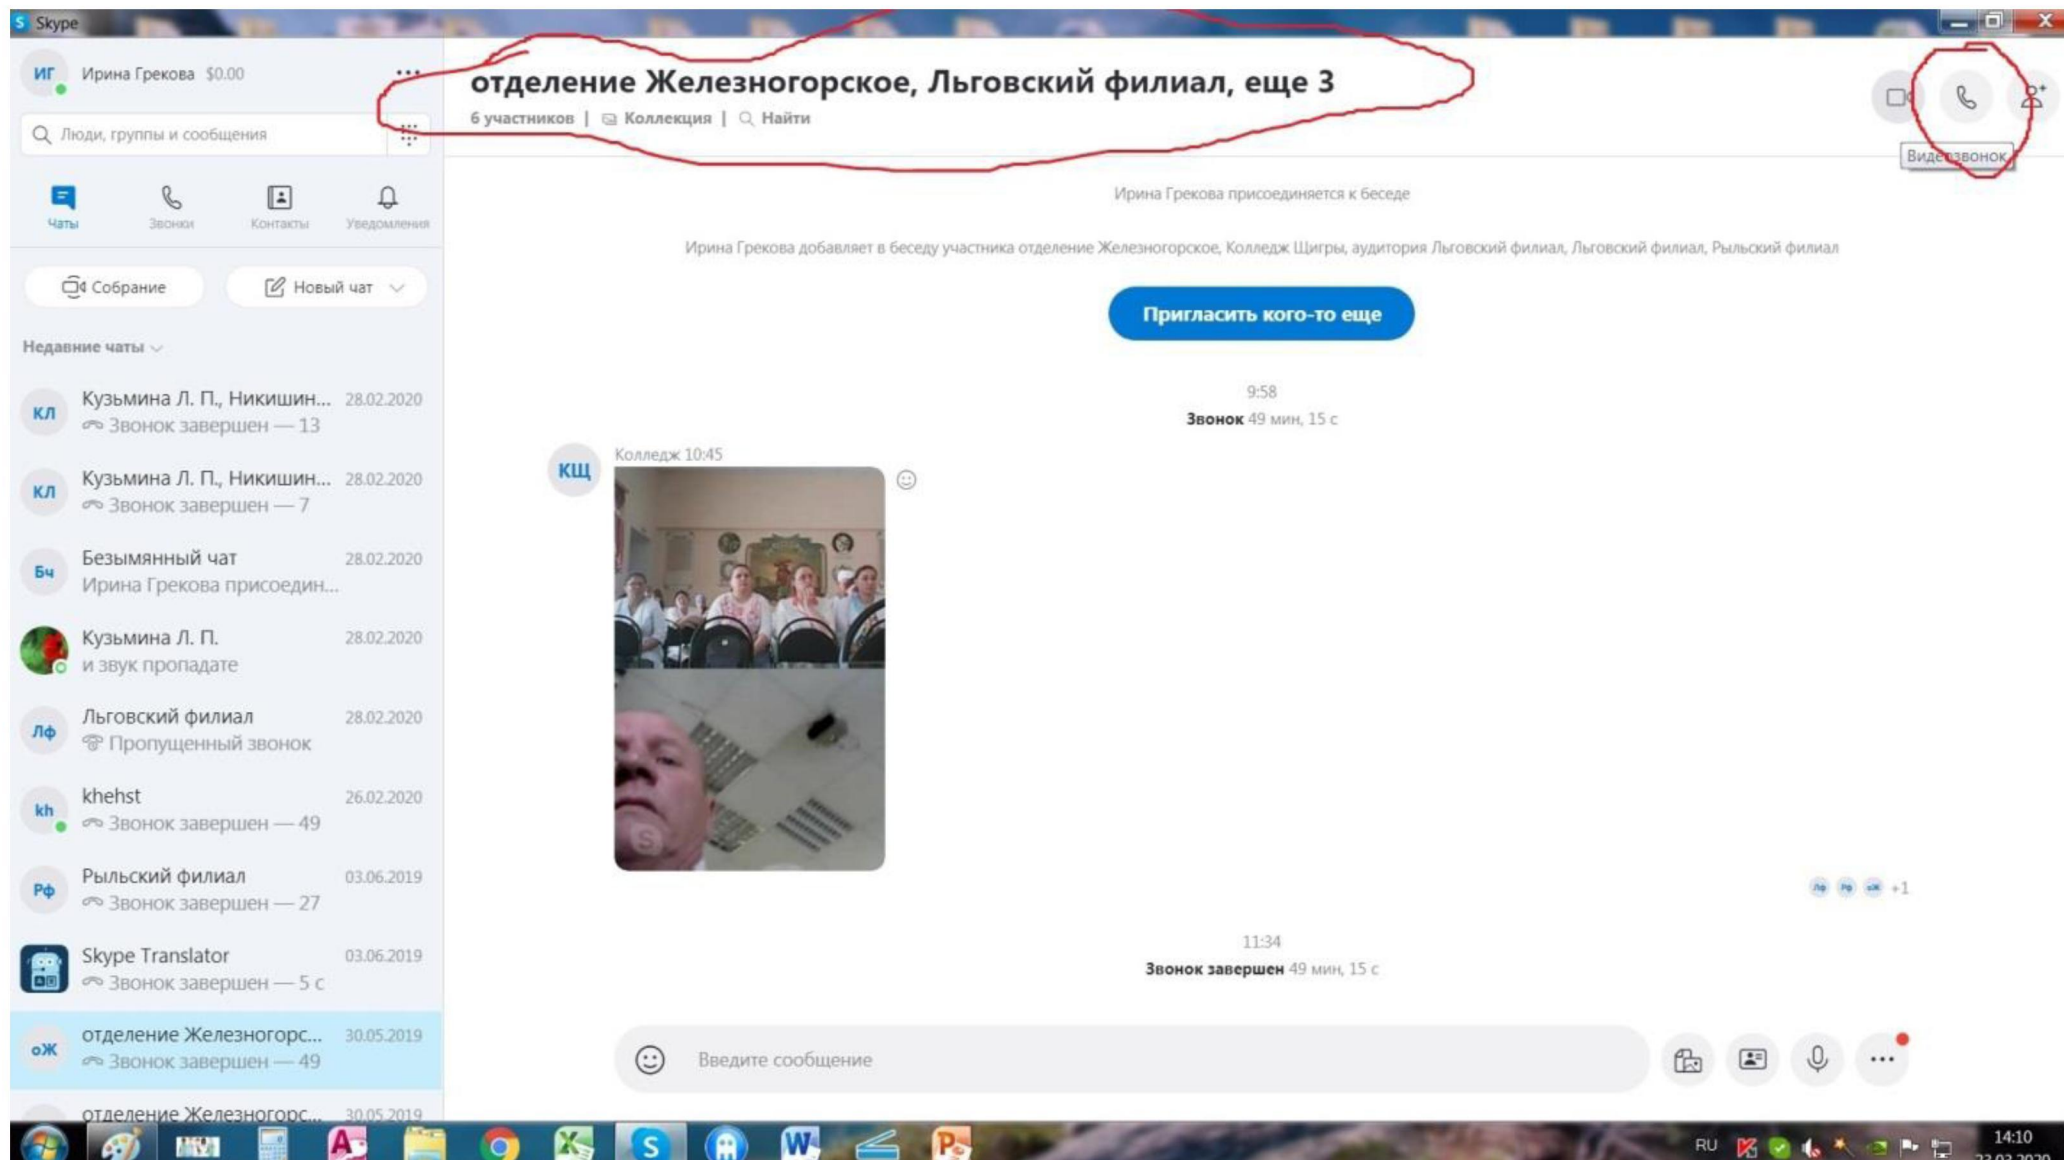 Skype
ИГ Ирина Грекова $0.00
Люди, группы и сообщения
Чаты Звонки Контакты Уведомления
Собрание Новый чат
Недавние чаты
КЛ Кузьмина Л. П., Никишин... 28.02.2020
Звонок завершен — 13
КЛ Кузьмина Л. П., Никишин... 28.02.2020
Звонок завершен — 7
Бч Безымянный чат 28.02.2020
Ирина Грекова присоедин...
Кузьмина Л. П. 28.02.2020
и звук пропадате
Лф Льговский филиал 28.02.2020
Пропущенный звонок
kh khehst 26.02.2020
Звонок завершен — 49
Рф Рыльский филиал 03.06.2019
Звонок завершен — 27
Skype Translator 03.06.2019
Звонок завершен — 5 с
оЖ отделение Железногорс... 30.05.2019
Звонок завершен — 49
отделение Железногорс... 30.05.2019
отделение Железногорское, Льговский филиал, еще 3
6 участников | Коллекция | Найти
Видеозвонок
Ирина Грекова присоединяется к беседе
Ирина Грекова добавляет в беседу участника отделение Железногорское, Колледж Щигры, аудитория Льговский филиал, Льговский филиал, Рыльский филиал
Пригласить кого-то еще
9:58
Звонок 49 мин, 15 с
КЩ Колледж 10:45
Лф Рф оЖ +1
11:34
Звонок завершен 49 мин, 15 с
Введите сообщение
RU 14:10
23.03.2020